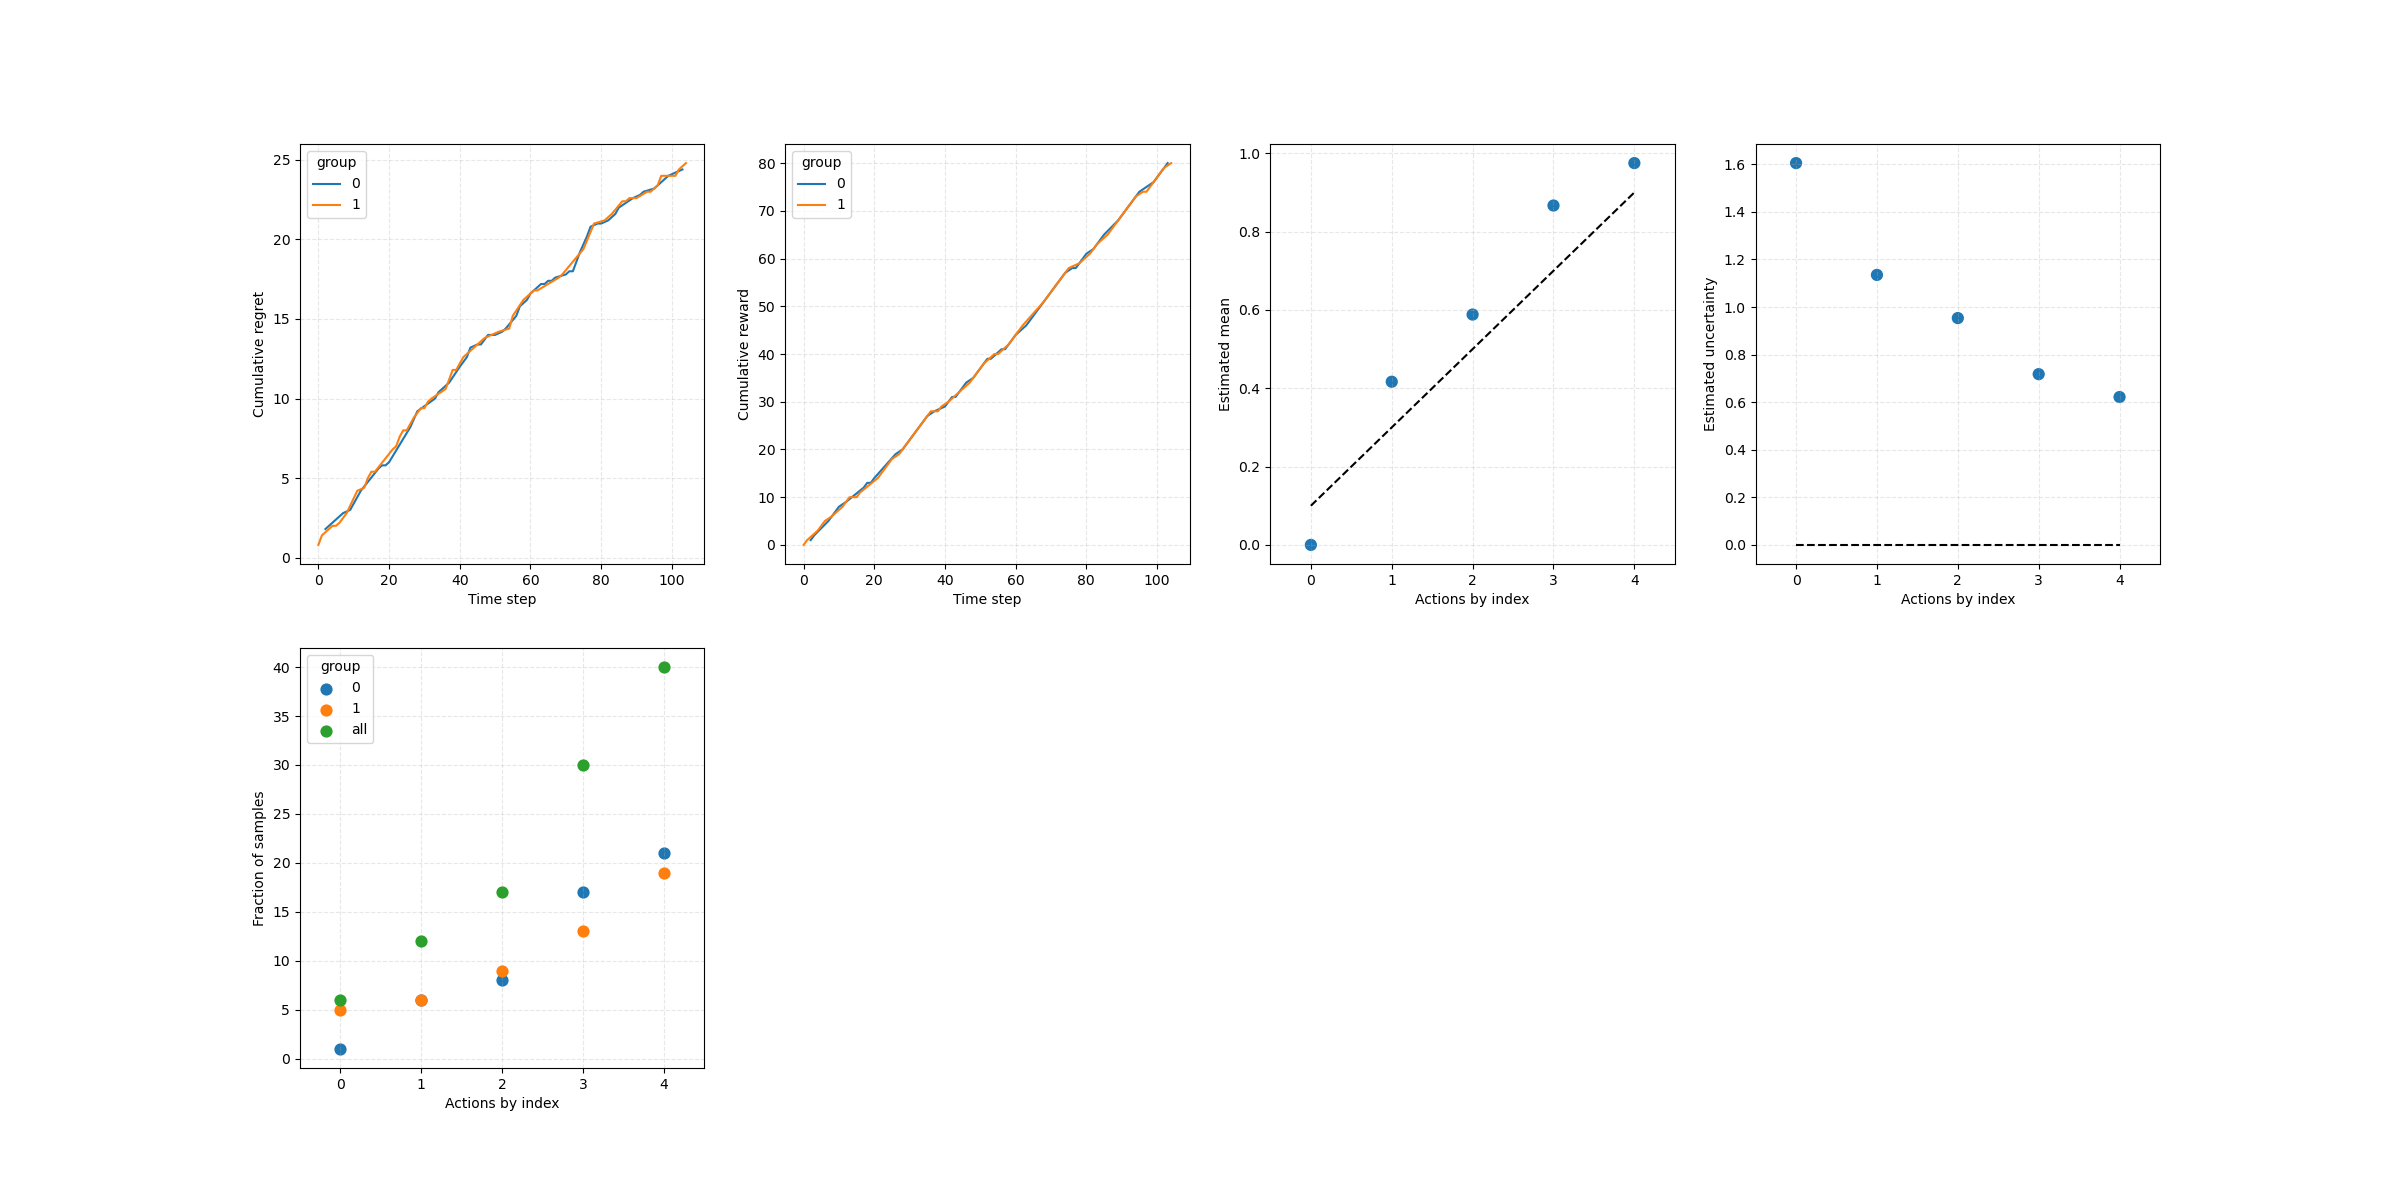 25
20
15
10
5
0
Cumulative regret
group
0
1
0 20 40 60 80 100
Time step
80
70
60
50
40
30
20
10
0
Cumulative reward
group
0
1
0 20 40 60 80 100
Time step
1.0
0.8
0.6
0.4
0.2
0.0
Estimated mean
0 1 2 3 4
Actions by index
1.6
1.4
1.2
1.0
0.8
0.6
0.4
0.2
0.0
Estimated uncertainty
0 1 2 3 4
Actions by index
40
35
30
25
20
15
10
5
0
Fraction of samples
group
0
1
all
0 1 2 3 4
Actions by index